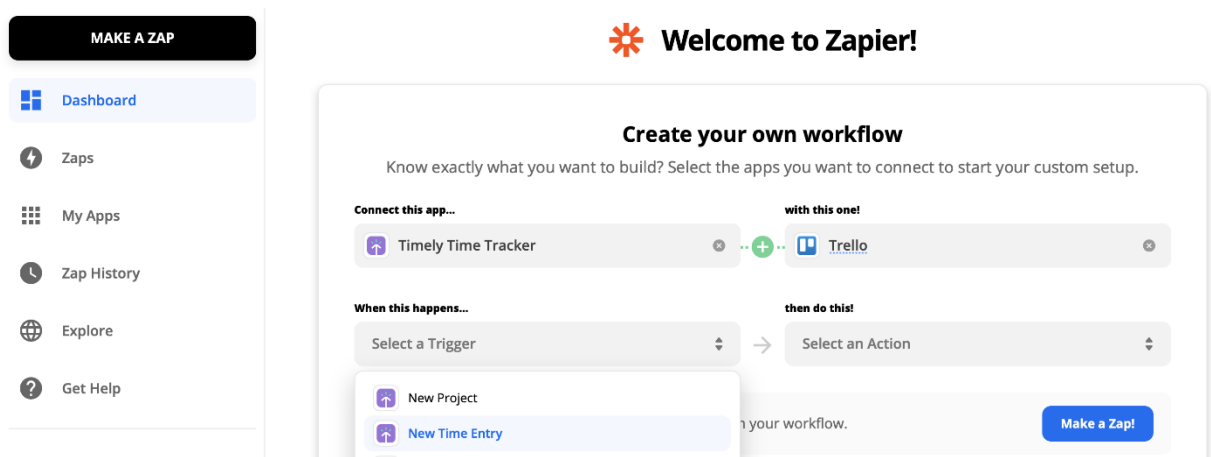 MAKE A ZAP
Dashboard
Zaps
My Apps
Zap History
Explore
Get Help
Welcome to Zapier!
Create your own workflow
Know exactly what you want to build? Select the apps you want to connect to start your custom setup.
Connect this app...
with this one!
Timely Time Tracker
Trello
When this happens...
then do this!
Select a Trigger
Select an Action
New Project
New Time Entry
your workflow.
Make a Zap!